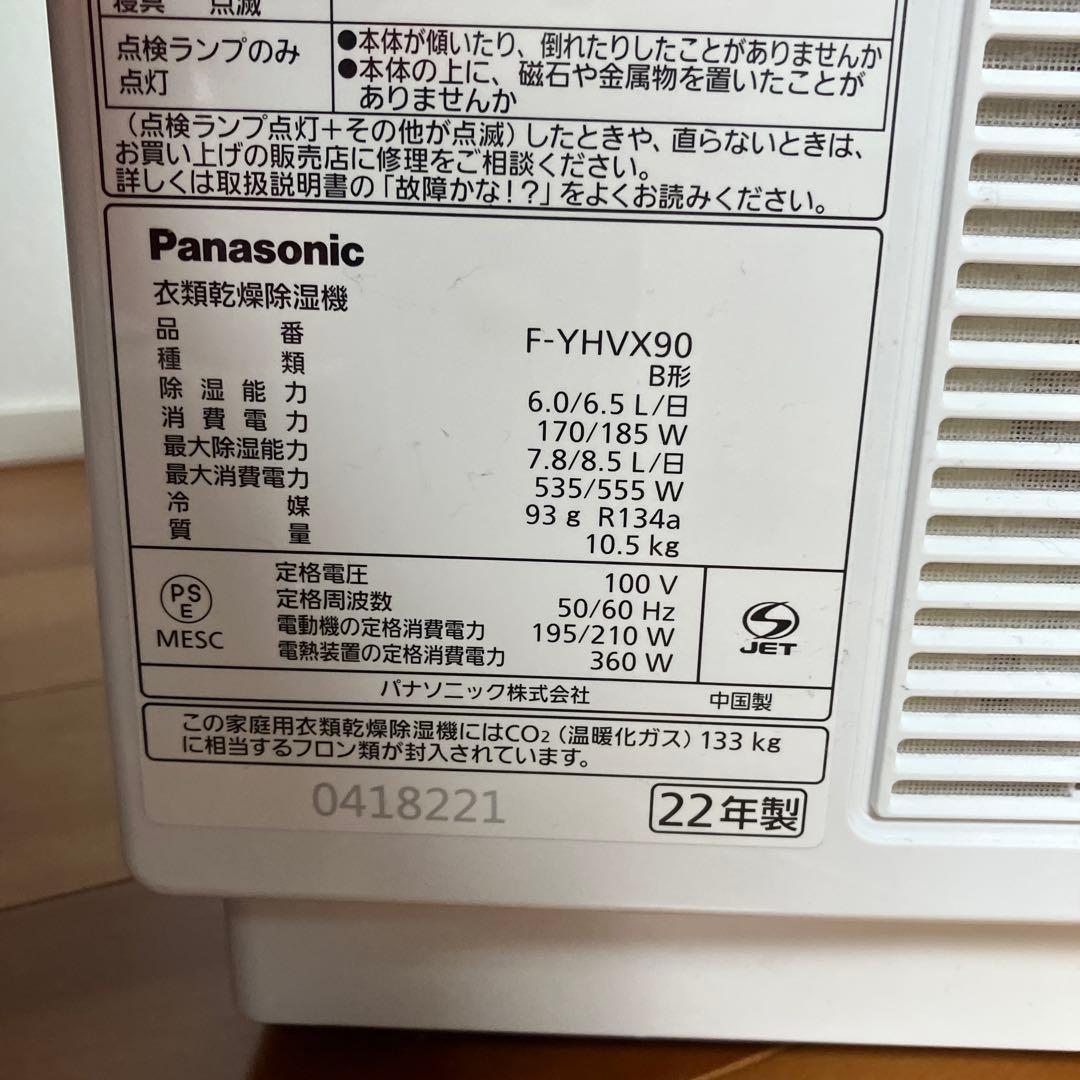 寝具 点滅
点検ランプのみ
点灯
●本体が傾いたり、倒れたりしたことがありませんか
●本体の上に、磁石や金属物を置いたことが
ありませんか
(点検ランプ点灯+その他が点滅)したときや、直らないときは、
お買い上げの販売店に修理をご相談ください。
詳しくは取扱説明書の「故障かな!?」をよくお読みください。
Panasonic
衣類乾燥除湿機
品番 F-YHVX90
種類 B形
除湿能力 6.0/6.5 L/日
消費電力 170/185 W
最大除湿能力 7.8/8.5 L/日
最大消費電力 535/555 W
冷媒 93 g R134a
質量 10.5 kg
PS
E
MESC
定格電圧 100 V
定格周波数 50/60 Hz
電動機の定格消費電力 195/210 W
電熱装置の定格消費電力 360 W
JET
パナソニック株式会社 中国製
この家庭用衣類乾燥除湿機にはCO2(温暖化ガス)133 kg
に相当するフロン類が封入されています。
0418221
22年製